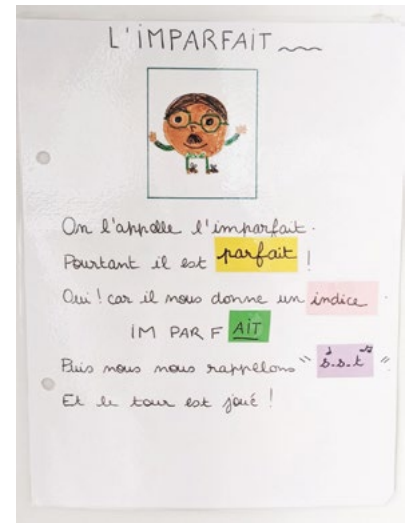 L'IMPARFAIT
On l'appelle l'imparfait.
Pourtant il est parfait !
Oui ! car il nous donne un indice
IM PAR F AIT
Puis nous nous rappelons " s.s.t "
Et le tour est joué !